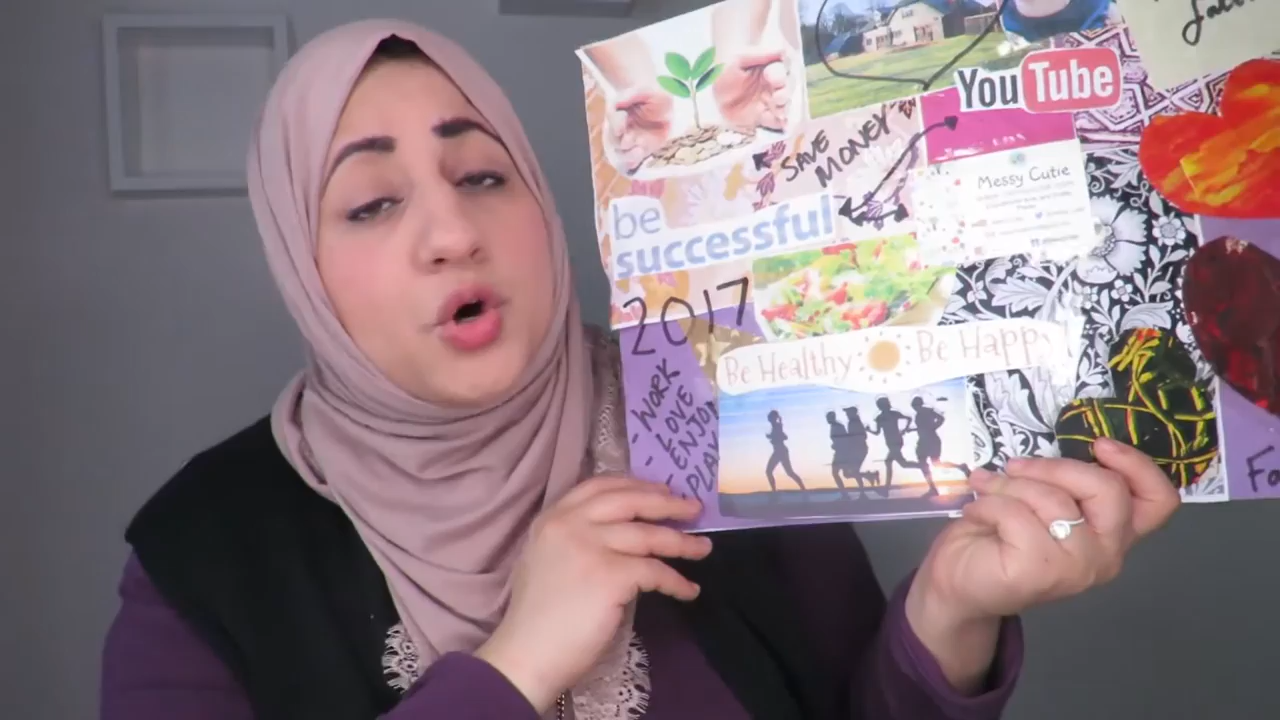 YouTube
SAVE
MONEY
Messy Cutie
be
successful
2017
Be Healthy Be Happy
- WORK
- LOVE
- ENJOY
- PLAY